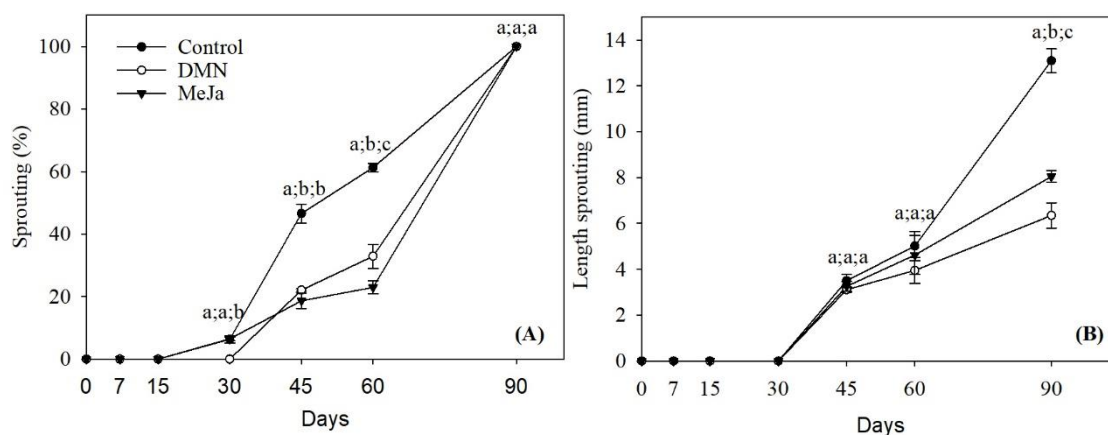 a;a;a
100
Control
DMN
MeJa
80
a;b;c
60
a;b;b
40
20
a;a;b
0
(A)
0 7 15 30 45 60 90
Days
Sprouting (%)
14
a;b;c
12
10
8
6
a;a;a
a;a;a
4
2
0
(B)
0 7 15 30 45 60 90
Days
Length sprouting (mm)